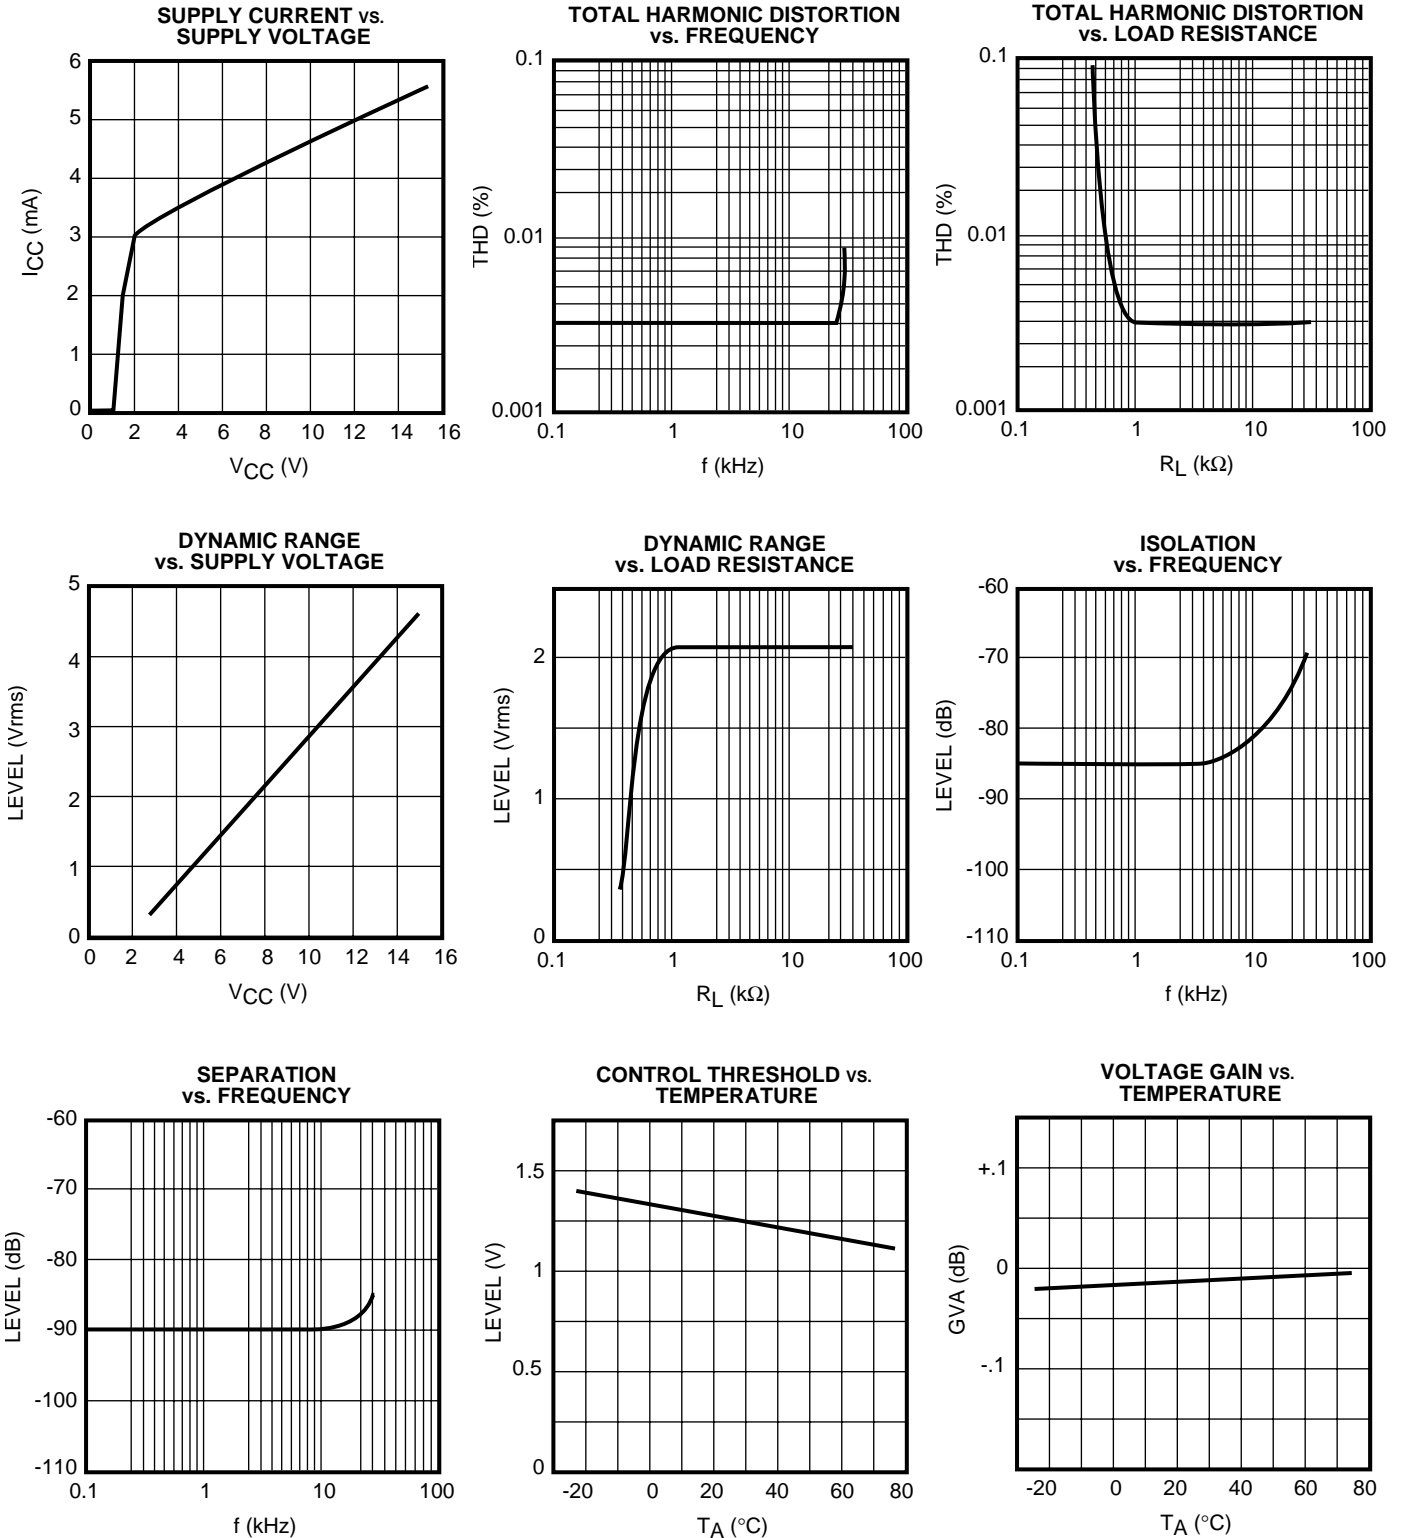 SUPPLY CURRENT VS.
SUPPLY VOLTAGE
6
5
4
3
2
1
0
ICC (mA)
0 2 4 6 8 10 12 14 16
VCC (V)
TOTAL HARMONIC DISTORTION
vs. FREQUENCY
0.1
0.01
0.001
THD (%)
0.1 1 10 100
f (kHz)
TOTAL HARMONIC DISTORTION
vs. LOAD RESISTANCE
0.1
0.01
0.001
THD (%)
0.1 1 10 100
RL (kΩ)
DYNAMIC RANGE
vs. SUPPLY VOLTAGE
5
4
3
2
1
0
LEVEL (Vrms)
0 2 4 6 8 10 12 14 16
VCC (V)
DYNAMIC RANGE
vs. LOAD RESISTANCE
2
1
0
LEVEL (Vrms)
0.1 1 10 100
RL (kΩ)
ISOLATION
vs. FREQUENCY
-60
-70
-80
-90
-100
-110
LEVEL (dB)
0.1 1 10 100
f (kHz)
SEPARATION
vs. FREQUENCY
-60
-70
-80
-90
-100
-110
LEVEL (dB)
0.1 1 10 100
f (kHz)
CONTROL THRESHOLD VS.
TEMPERATURE
1.5
1
0.5
0
LEVEL (V)
-20 0 20 40 60 80
TA (°C)
VOLTAGE GAIN VS.
TEMPERATURE
+.1
0
-.1
GVA (dB)
-20 0 20 40 60 80
TA (°C)